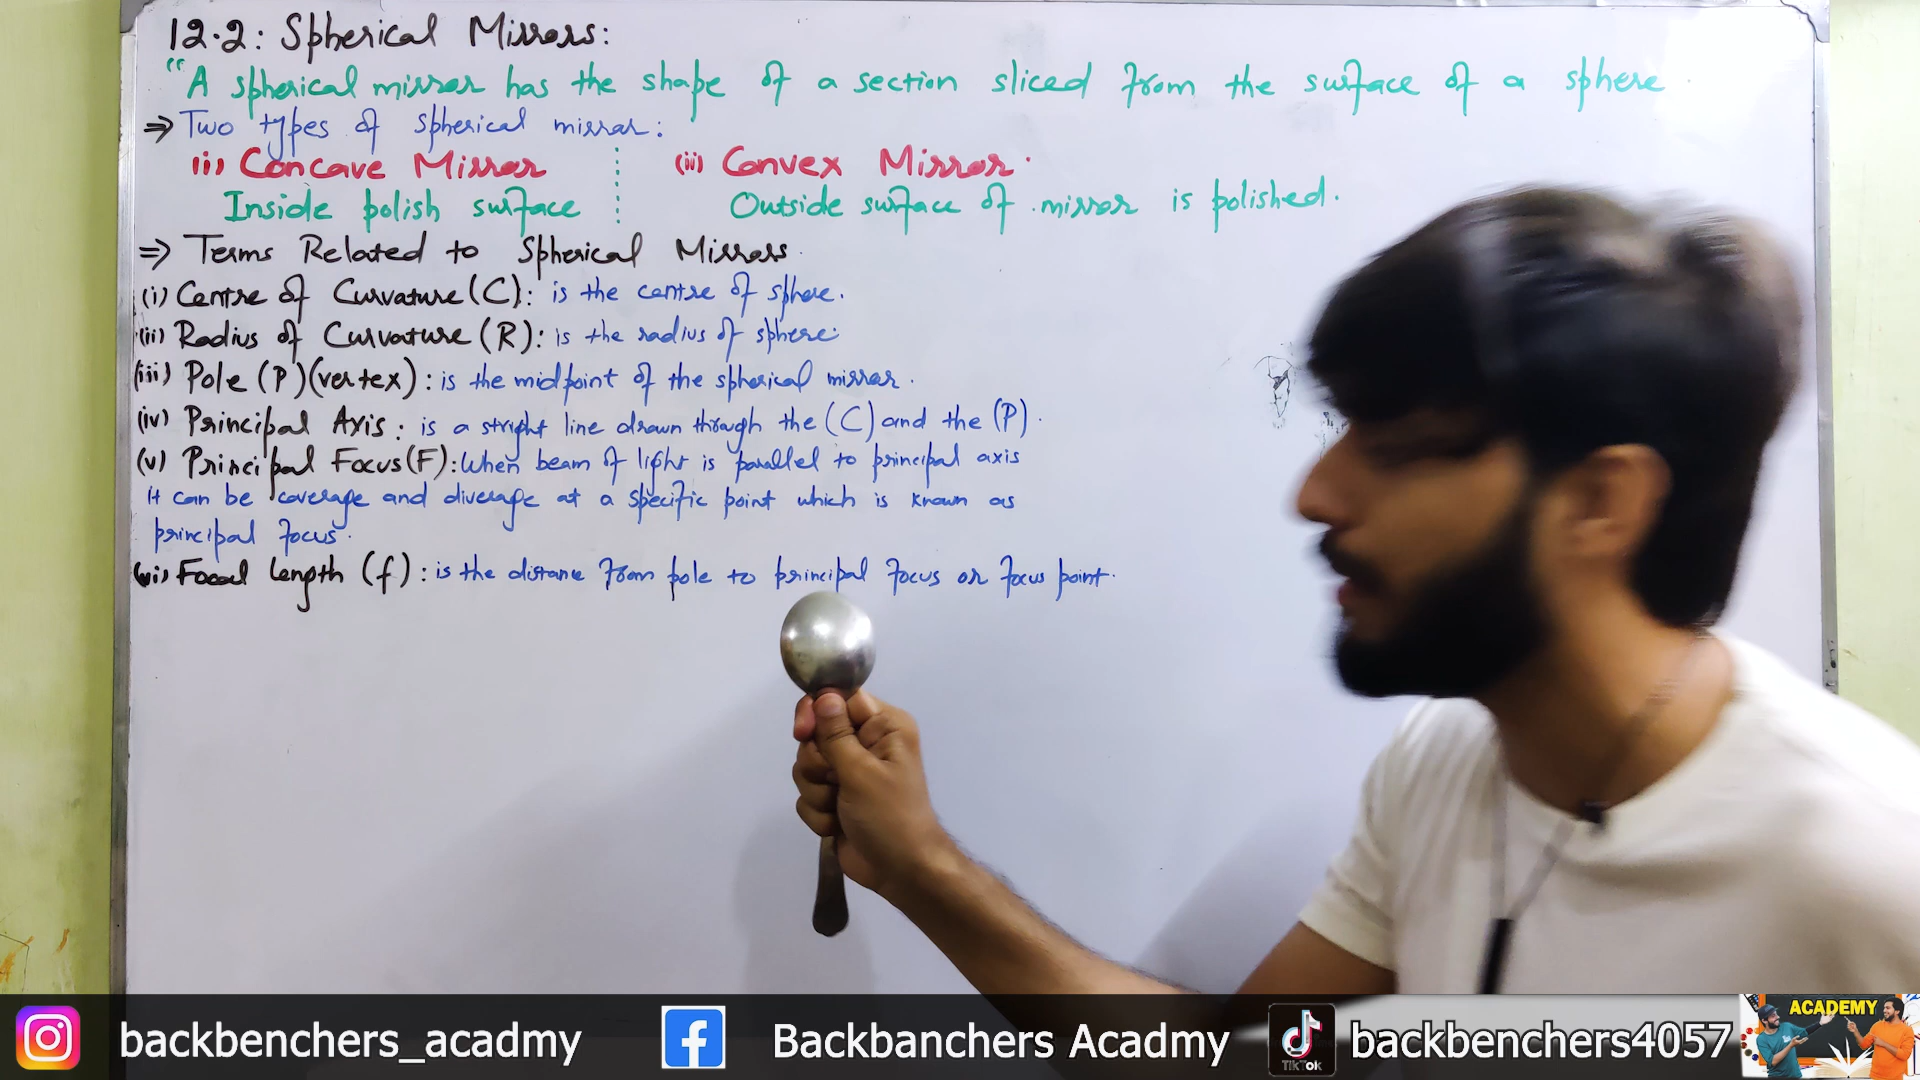 12.2: Spherical Mirrors:
"A spherical mirror has the shape of a section sliced from the surface of a sphere.
⇒ Two types of spherical mirror:
(i) Concave Mirror (ii) Convex Mirror.
Inside polish surface Outside surface of mirror is polished.
⇒ Terms Related to Spherical Mirrors.
(i) Centre of Curvature (C): is the centre of sphere.
(ii) Radius of Curvature (R): is the radius of sphere.
(iii) Pole (P)(vertex): is the midpoint of the spherical mirror.
(iv) Principal Axis: is a stright line drawn through the (C) and the (P).
(v) Principal Focus(F): When beam of light is parallel to principal axis
it can be coverage and diverage at a specific point which is known as
principal focus.
(vi) Focal length (f): is the distane from pole to principal focus or focus point.
ACADEMY
backbenchers_acadmy Backbanchers Acadmy TikTok backbenchers4057